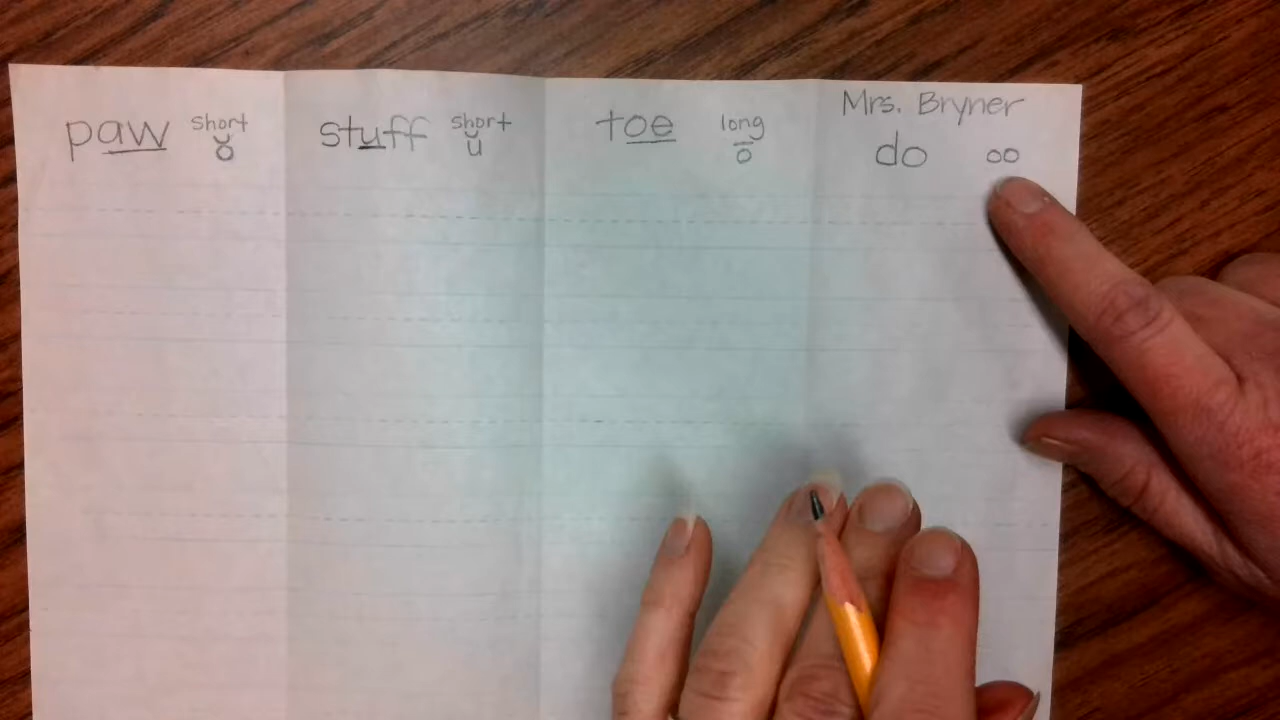 Mrs. Bryner
paw short ŏ
stuff short ŭ
toe long ō
do oo